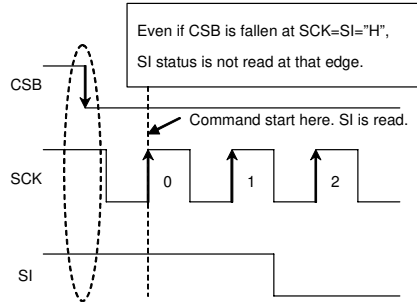 Even if CSB is fallen at SCK=SI=”H”,
SI status is not read at that edge.
CSB
Command start here. SI is read.
SCK
0 1 2
SI